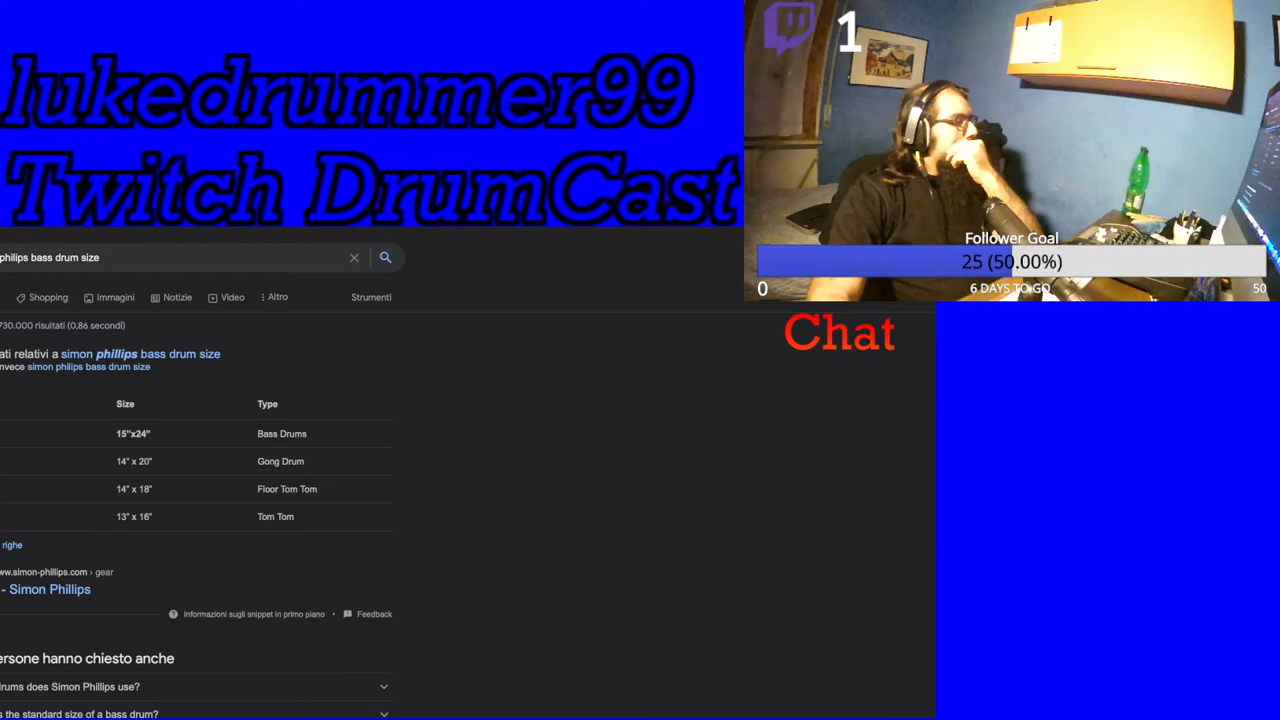 lukedrummer99
Twitch DrumCast
1
Follower Goal
25 (50.00%)
0
6 DAYS TO GO
50
Chat
philips bass drum size
Shopping
Immagini
Notizie
Video
Altro
Strumenti
730.000 risultati (0,86 secondi)
ati relativi a simon phillips bass drum size
nvece simon philips bass drum size
Size Type
15"x24" Bass Drums
14" x 20" Gong Drum
14" x 18" Floor Tom Tom
13" x 16" Tom Tom
righe
ww.simon-phillips.com › gear
- Simon Phillips
Informazioni sugli snippet in primo piano • Feedback
ersone hanno chiesto anche
drums does Simon Phillips use?
s the standard size of a bass drum?